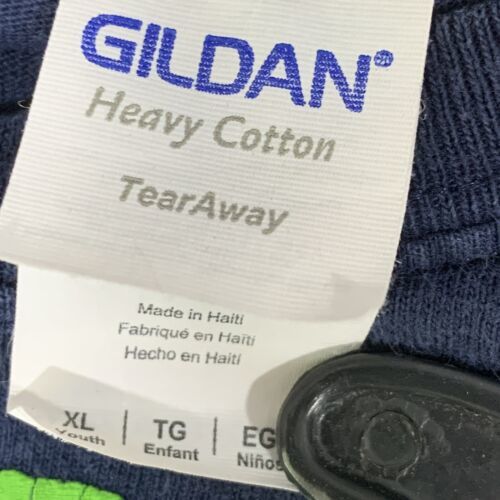 GILDAN®
Heavy Cotton
TearAway
Made in Haiti
Fabriqué en Haïti
Hecho en Haití
XL | TG | EG
Youth | Enfant | Niños